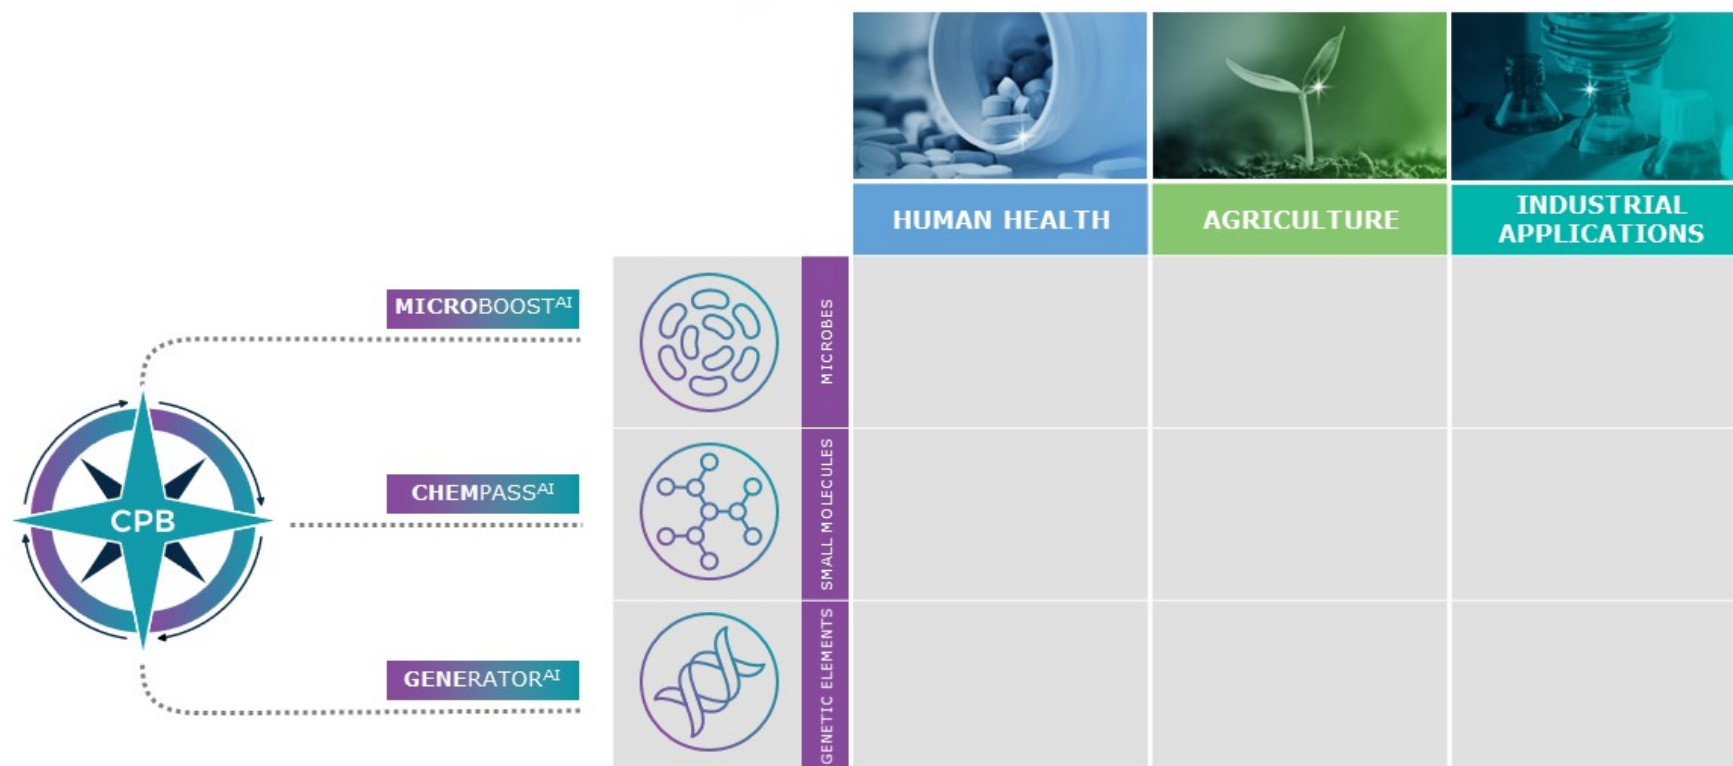 HUMAN HEALTH
AGRICULTURE
INDUSTRIAL
APPLICATIONS
MICROBOOSTAI
MICROBES
CPB
CHEMPASSAI
SMALL MOLECULES
GENERATORAI
GENETIC ELEMENTS